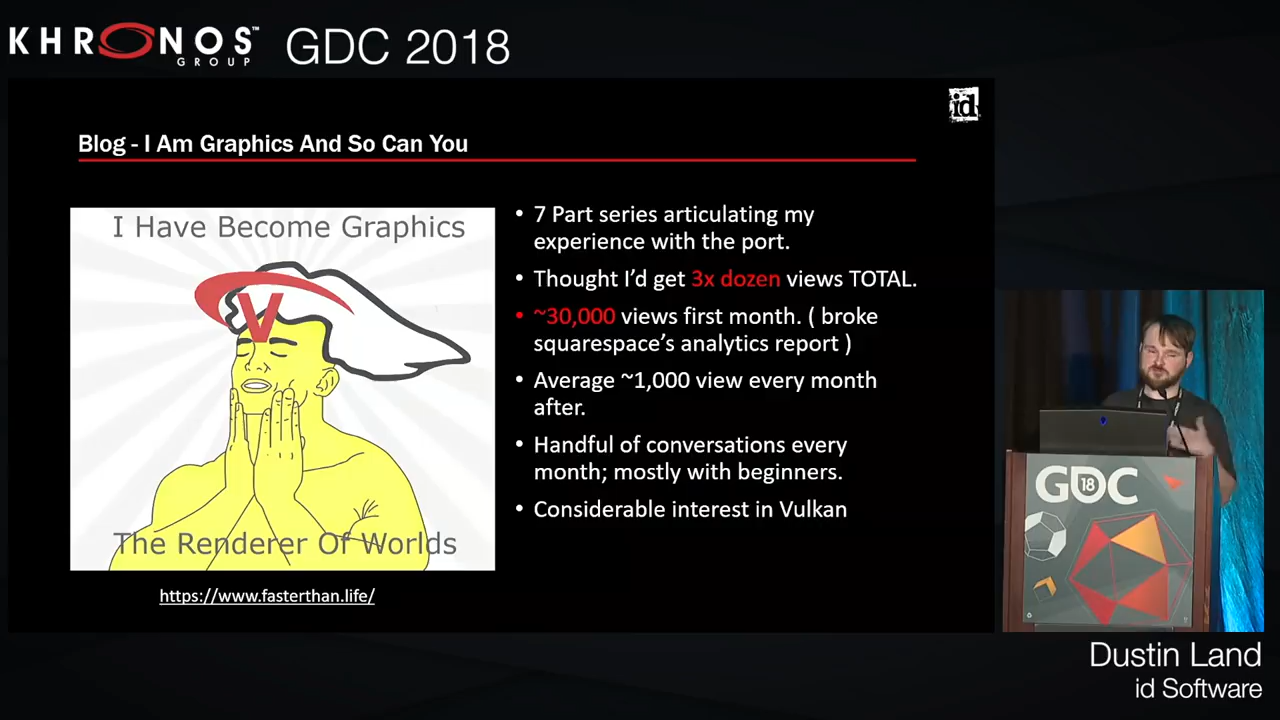 KHRONOS™ GROUP GDC 2018
id
Blog - I Am Graphics And So Can You
I Have Become Graphics
V
The Renderer Of Worlds
https://www.fasterthan.life/
• 7 Part series articulating my
experience with the port.
• Thought I'd get 3x dozen views TOTAL.
• ~30,000 views first month. ( broke
squarespace's analytics report )
• Average ~1,000 view every month
after.
• Handful of conversations every
month; mostly with beginners.
• Considerable interest in Vulkan
GDC 18
Dustin Land
id Software